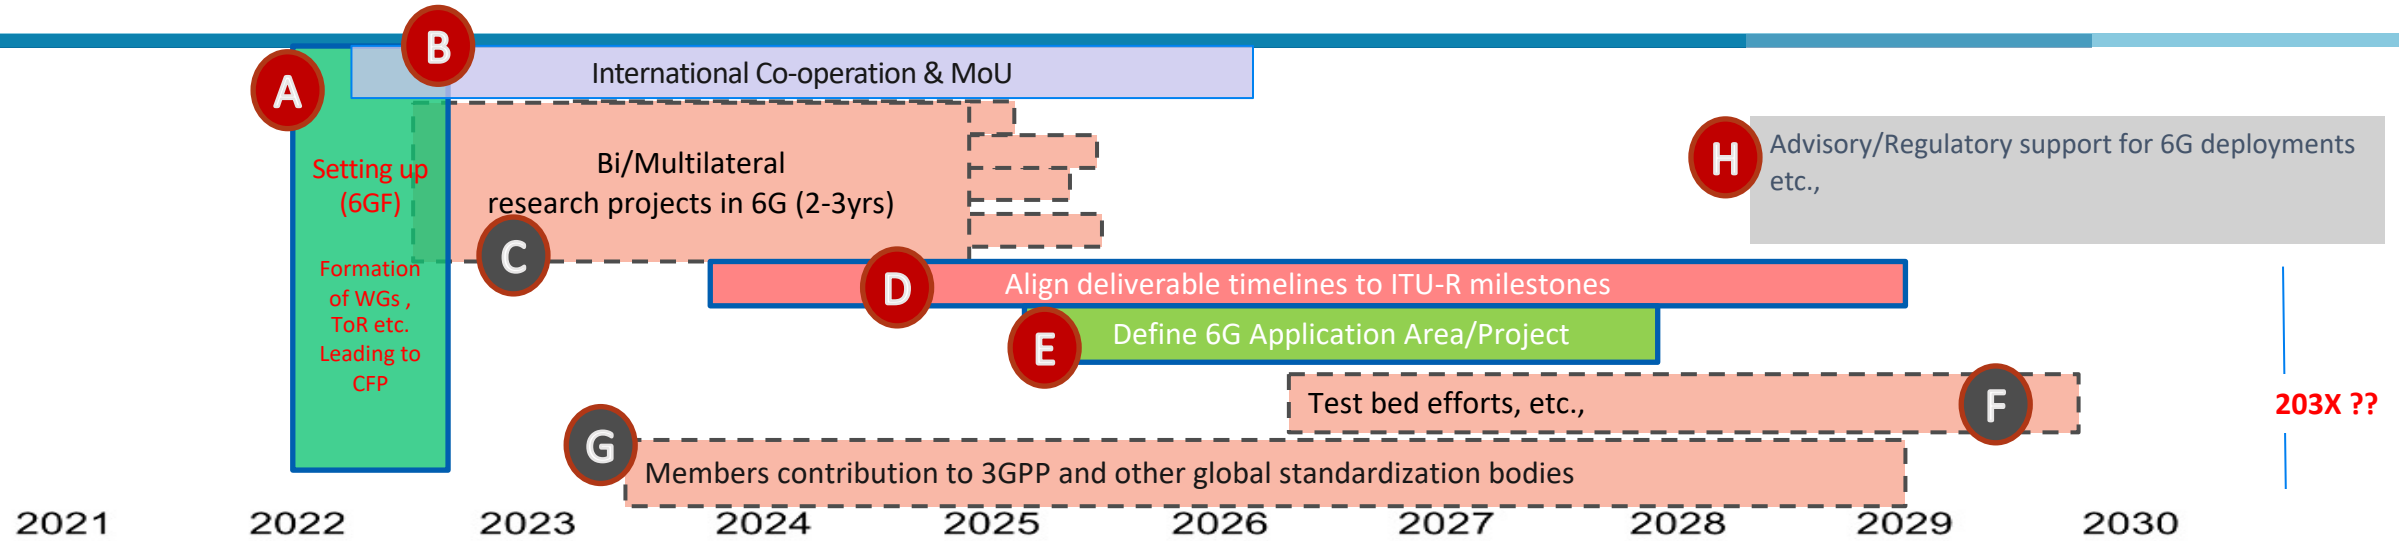 B
International Co-operation & MoU
A
Setting up
(6GF)
Formation
of WGs ,
ToR etc.
Leading to
CFP
Bi/Multilateral
research projects in 6G (2-3yrs)
C
H
Advisory/Regulatory support for 6G deployments
etc.,
D
Align deliverable timelines to ITU-R milestones
E
Define 6G Application Area/Project
Test bed efforts, etc.,
F
203X ??
G
Members contribution to 3GPP and other global standardization bodies
2021 2022 2023 2024 2025 2026 2027 2028 2029 2030